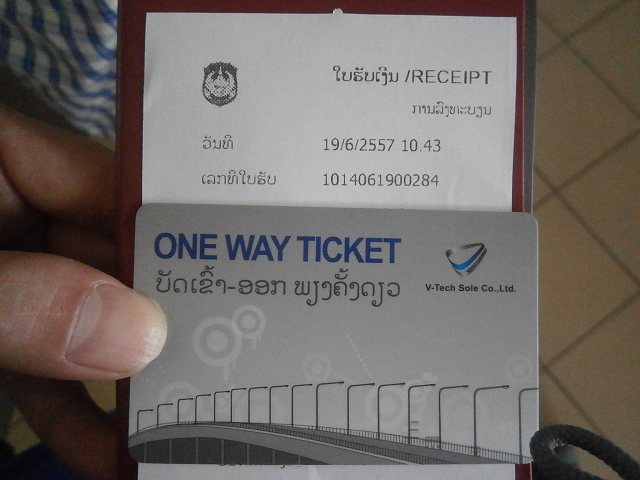 ໃບຮັບເງິນ /RECEIPT
ການລົງທະບຽນ
ວັນທີ 19/6/2557 10:43
ເລກທີໃບຮັບ 1014061900284
ONE WAY TICKET
ບັດເຂົ້າ-ອອກ ພຽງຄັ້ງດຽວ
V-Tech Sole Co.,Ltd.